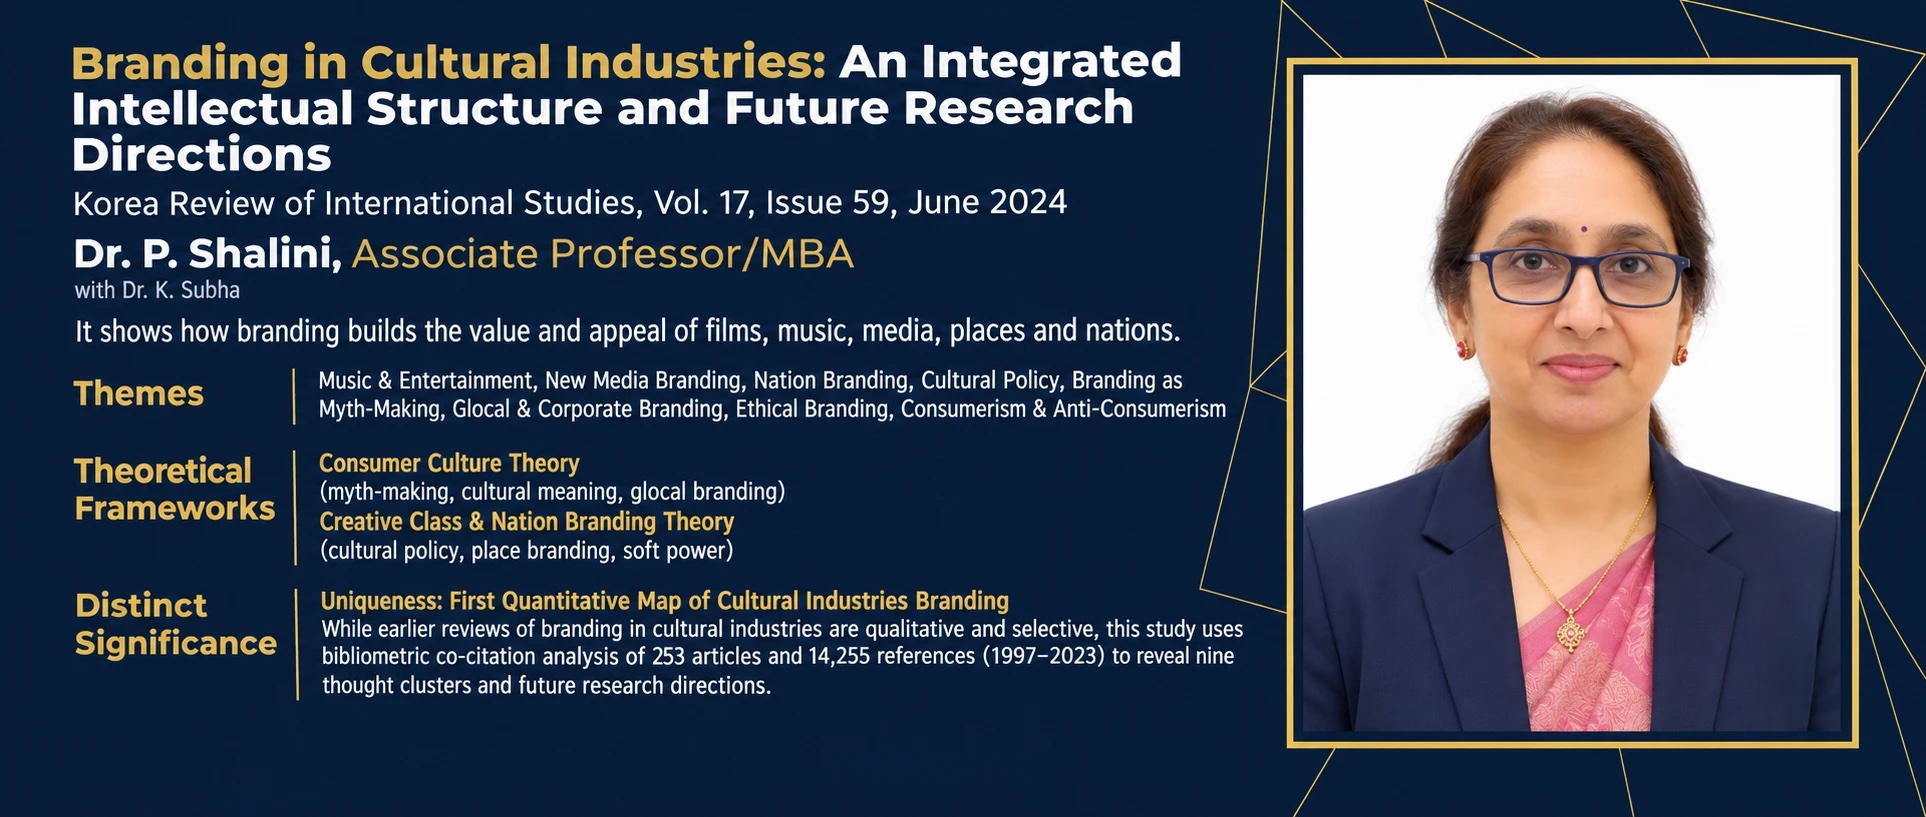 Branding in Cultural Industries: An Integrated
Intellectual Structure and Future Research
Directions
Korea Review of International Studies, Vol. 17, Issue 59, June 2024
Dr. P. Shalini, Associate Professor/MBA
with Dr. K. Subha
It shows how branding builds the value and appeal of films, music, media, places and nations.
Themes
Music & Entertainment, New Media Branding, Nation Branding, Cultural Policy, Branding as
Myth-Making, Glocal & Corporate Branding, Ethical Branding, Consumerism & Anti-Consumerism
Theoretical
Frameworks
Consumer Culture Theory
(myth-making, cultural meaning, glocal branding)
Creative Class & Nation Branding Theory
(cultural policy, place branding, soft power)
Distinct
Significance
Uniqueness: First Quantitative Map of Cultural Industries Branding
While earlier reviews of branding in cultural industries are qualitative and selective, this study uses
bibliometric co-citation analysis of 253 articles and 14,255 references (1997–2023) to reveal nine
thought clusters and future research directions.